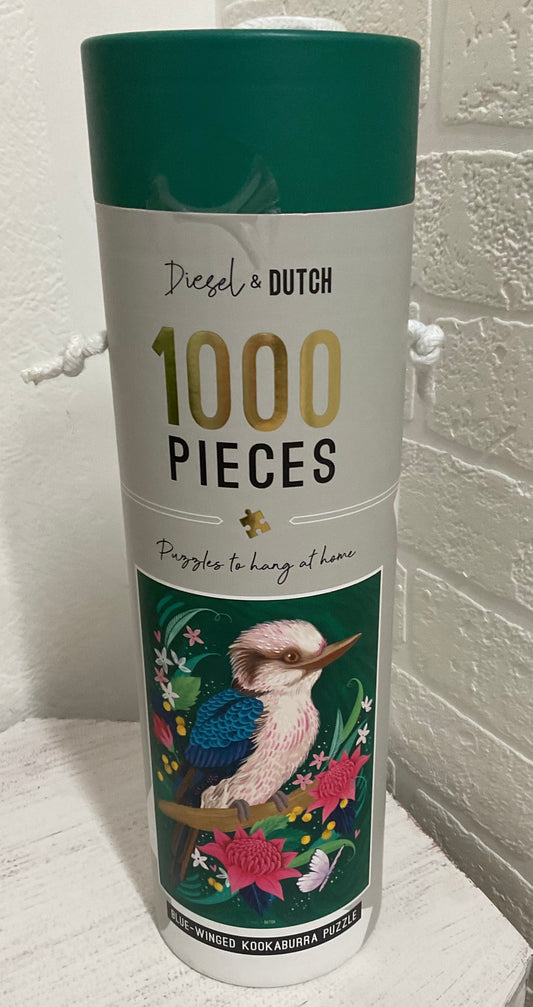 Diesel & DUTCH
1000
PIECES
Puzzles to hang at home
BLUE-WINGED KOOKABURRA PUZZLE